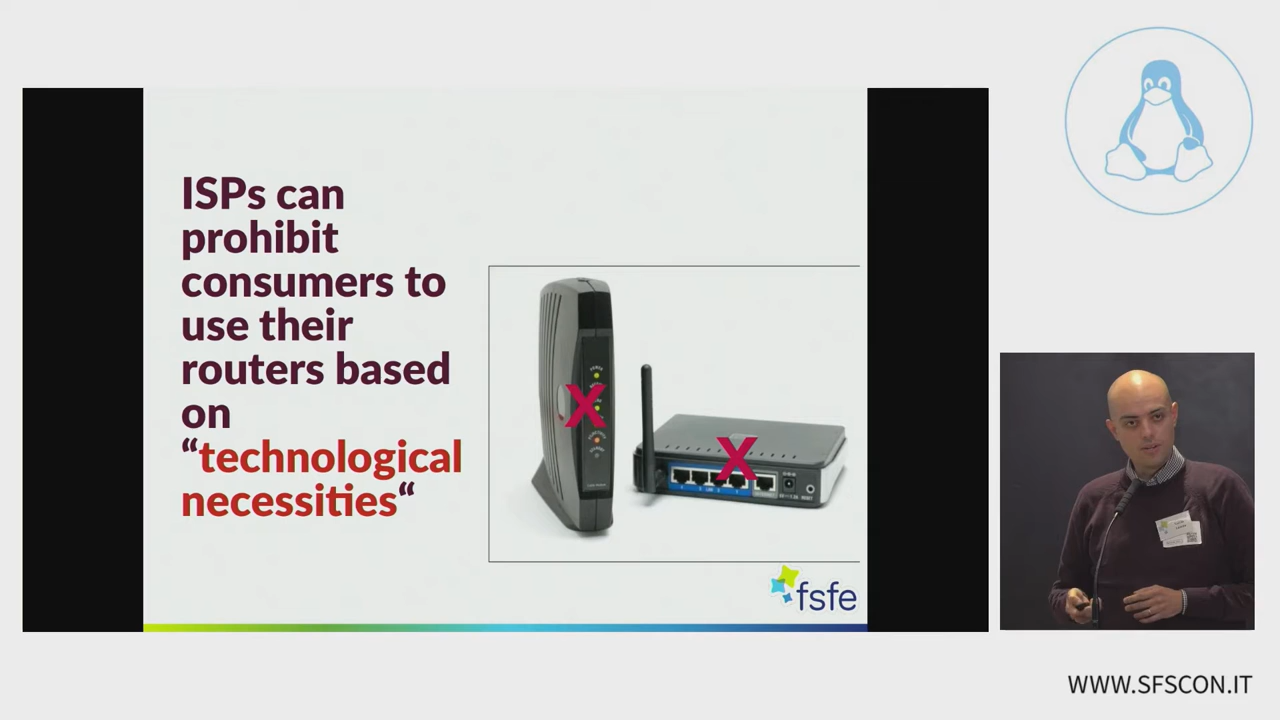 ISPs can
prohibit
consumers to
use their
routers based
on
“technological
necessities“
X
X
fsfe
WWW.SFSCON.IT